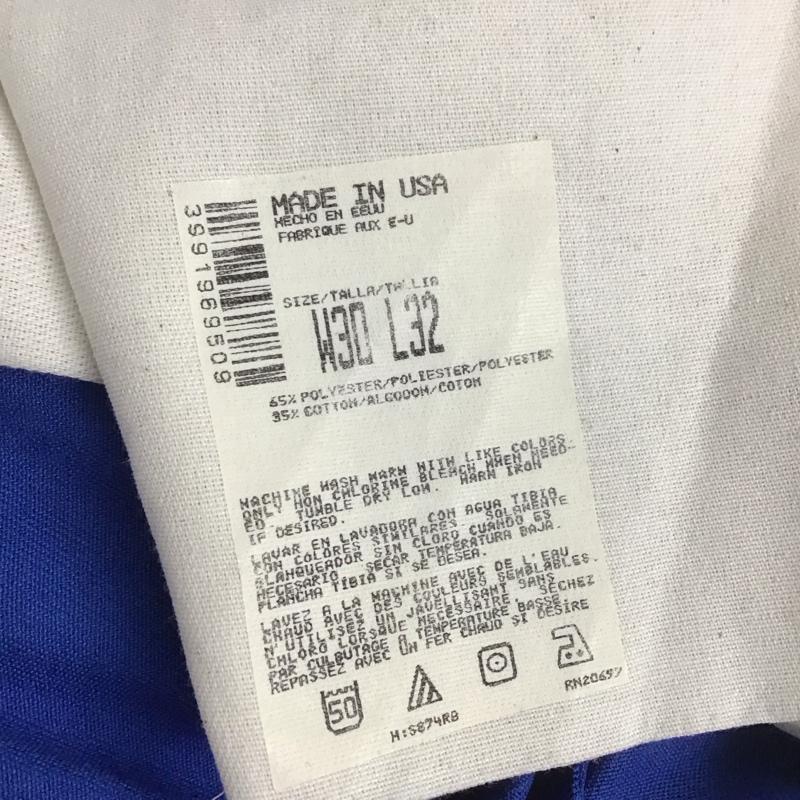 MADE IN USA
HECHO EN EEUU
FABRIQUE AUX E-U
3991969509
SIZE/TALLA/TAILLE
W30 L32
65% POLYESTER/POLIESTER/POLYESTER
35% COTTON/ALGODON/COTON
MACHINE WASH WARM WITH LIKE COLORS.
ONLY NON CHLORINE BLEACH WHEN NEED-
ED. TUMBLE DRY LOW. WARM IRON
IF DESIRED.
LAVAR EN LAVADORA CON AGUA TIBIA
CON COLORES SIMILARES. SOLAMENTE
BLANQUEADOR SIN CLORO CUANDO ES
NECESARIO. SECAR TEMPERATURA BAJA.
PLANCHA TIBIA SI SE DESEA.
LAVEZ A LA MACHINE AVEC DE L'EAU
CHAUD AVEC DES COULEURS SEMBLABLES.
N'UTILISEZ UN JAVELLISANT SANS
CHLORO LORSQUE NECESSAIRE. SECHEZ
PAR CULBUTAGE A TEMPERATURE BASSE.
REPASSEZ AVEC UN FER CHAUD SI DESIRE
50
H:S874RB
RN20697